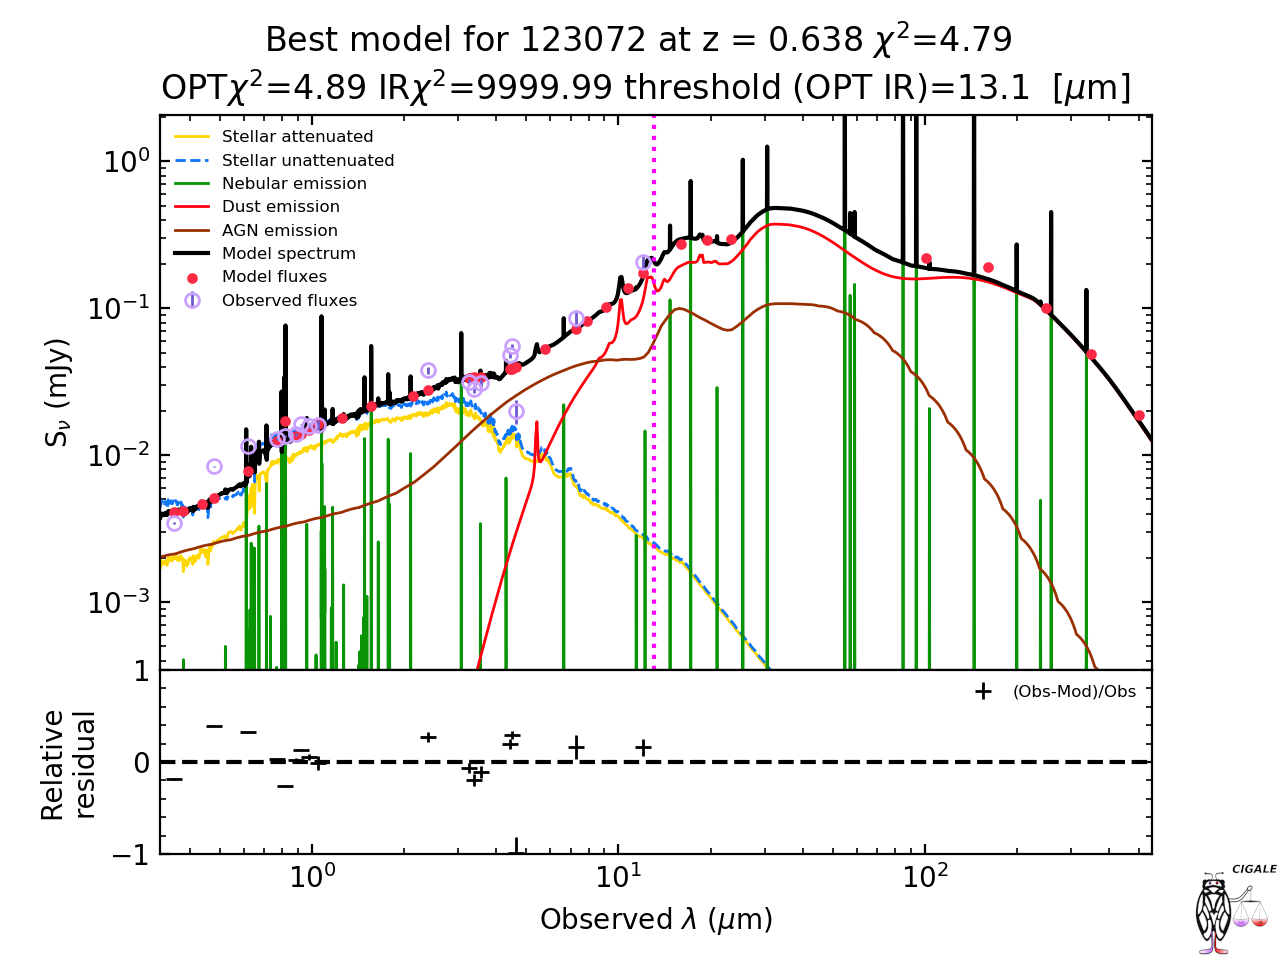 Best model for 123072 at z = 0.638 χ²=4.79
OPTχ²=4.89 IRχ²=9999.99 threshold (OPT IR)=13.1 [μm]
Stellar attenuated
Stellar unattenuated
Nebular emission
Dust emission
AGN emission
Model spectrum
Model fluxes
Observed fluxes
10⁰
10⁻¹
10⁻²
10⁻³
S_ν (mJy)
1
0
−1
Relative
residual
(Obs-Mod)/Obs
10⁰ 10¹ 10²
Observed λ (μm)
CIGALE